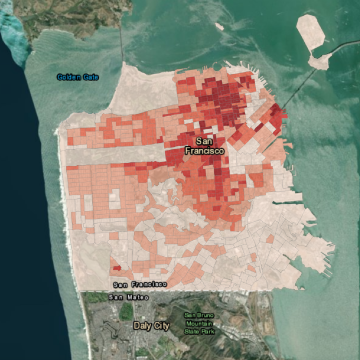 Golden Gate
San
Francisco
San Francisco
San Mateo
Daly City
San Bruno
Mountain
State Park